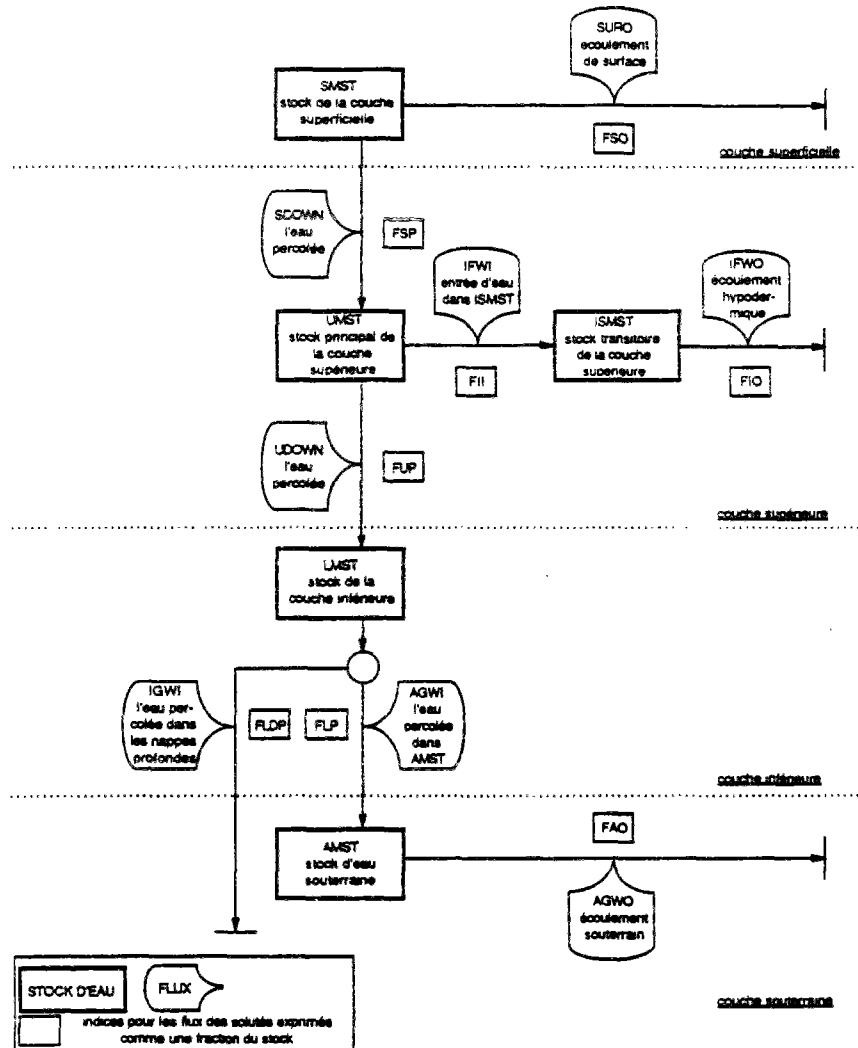 SURO
ecoulement
de surface
SMST
stock de la couche
superficielle
FSO
couche superficielle
SDOWN
l'eau
percolée
FSP
IFWI
entrée d'eau
dans ISMST
IFWO
écoulement
hypoder-
mique
UMST
stock principal de
la couche
supérieure
ISMST
stock transitoire
de la couche
supérieure
FII
FIO
UDOWN
l'eau
percolée
FUP
couche supérieure
LMST
stock de la
couche inférieure
IGWI
l'eau per-
colée dans
les nappes
profondes
FLDP
FLP
AGWI
l'eau
percolée
dans
AMST
couche inférieure
AMST
stock d'eau
souterraine
FAO
AGWO
écoulement
souterrain
STOCK D'EAU
FLUX
indices pour les flux des solutés exprimée
comme une fraction du stock
couche souterraine